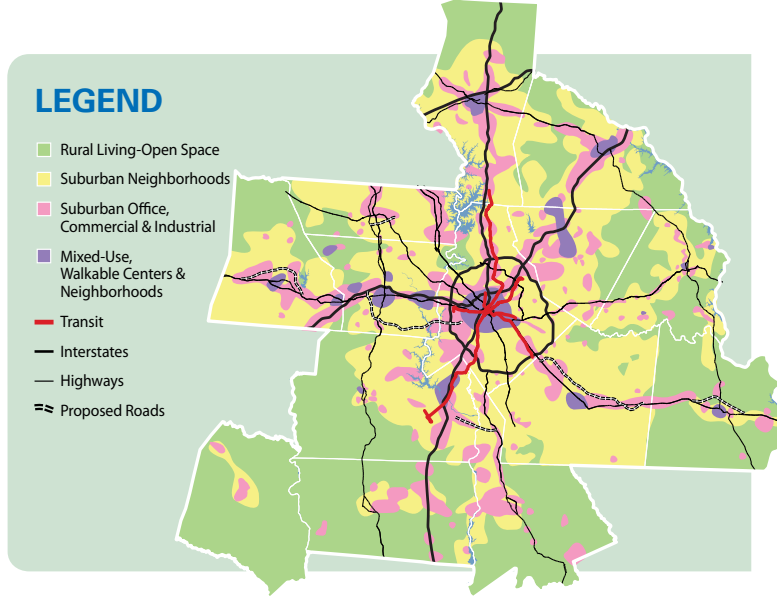 LEGEND
Rural Living-Open Space
Suburban Neighborhoods
Suburban Office,
Commercial & Industrial
Mixed-Use,
Walkable Centers &
Neighborhoods
Transit
Interstates
Highways
Proposed Roads